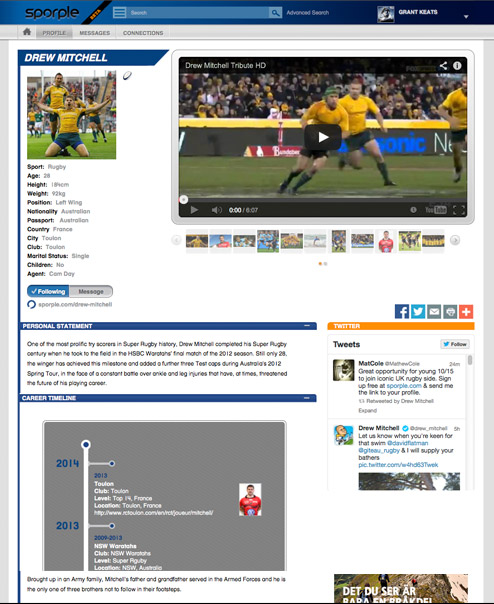 sporple BETA Search Advanced Search GRANT KEATS
PROFILE MESSAGES CONNECTIONS
DREW MITCHELL
Drew Mitchell Tribute HD
0:00 / 6:07 YouTube
Sport: Rugby
Age: 28
Height: 184cm
Weight: 92kg
Position: Left Wing
Nationality Australian
Passport: Australian
Country France
City Toulon
Club: Toulon
Marital Status: Single
Children: No
Agent: Cam Day
Following Message
sporple.com/drew-mitchell
PERSONAL STATEMENT
One of the most prolific try scorers in Super Rugby history, Drew Mitchell completed his Super Rugby
century when he took to the field in the HSBC Waratahs' final match of the 2012 season. Still only 28,
the winger has achieved this milestone and added a further three Test caps during Australia's 2012
Spring Tour, in the face of a constant battle over ankle and leg injuries that have, at times, threatened
the future of his playing career.
CAREER TIMELINE
2014
2013
Toulon
Club: Toulon
Level: Top 14, France
Location: Toulon, France
http://www.rctoulon.com/en/rct/joueur/mitchell/
2013
2009-2013
NSW Waratahs
Club: NSW Waratahs
Level: Super Rugby
Location: NSW, Australia
Brought up in an Army family, Mitchell's father and grandfather served in the Armed Forces and he is
the only one of three brothers not to follow in their footsteps.
TWITTER
Tweets Follow
MatCole @MathewCole 24m
Great opportunity for young 10/15
to join iconic UK rugby side. Sign
up free at sporple.com & send me
the link to your profile.
Retweeted by Drew Mitchell
Expand
Drew Mitchell @drew_mitchell 5h
Let us know when you're keen for
that swim @davidflatman
@giteau_rugby & I will supply your
bathers
pic.twitter.com/w4hd63Twek
DET DU SER ÄR
BARA EN BRÅKDEL